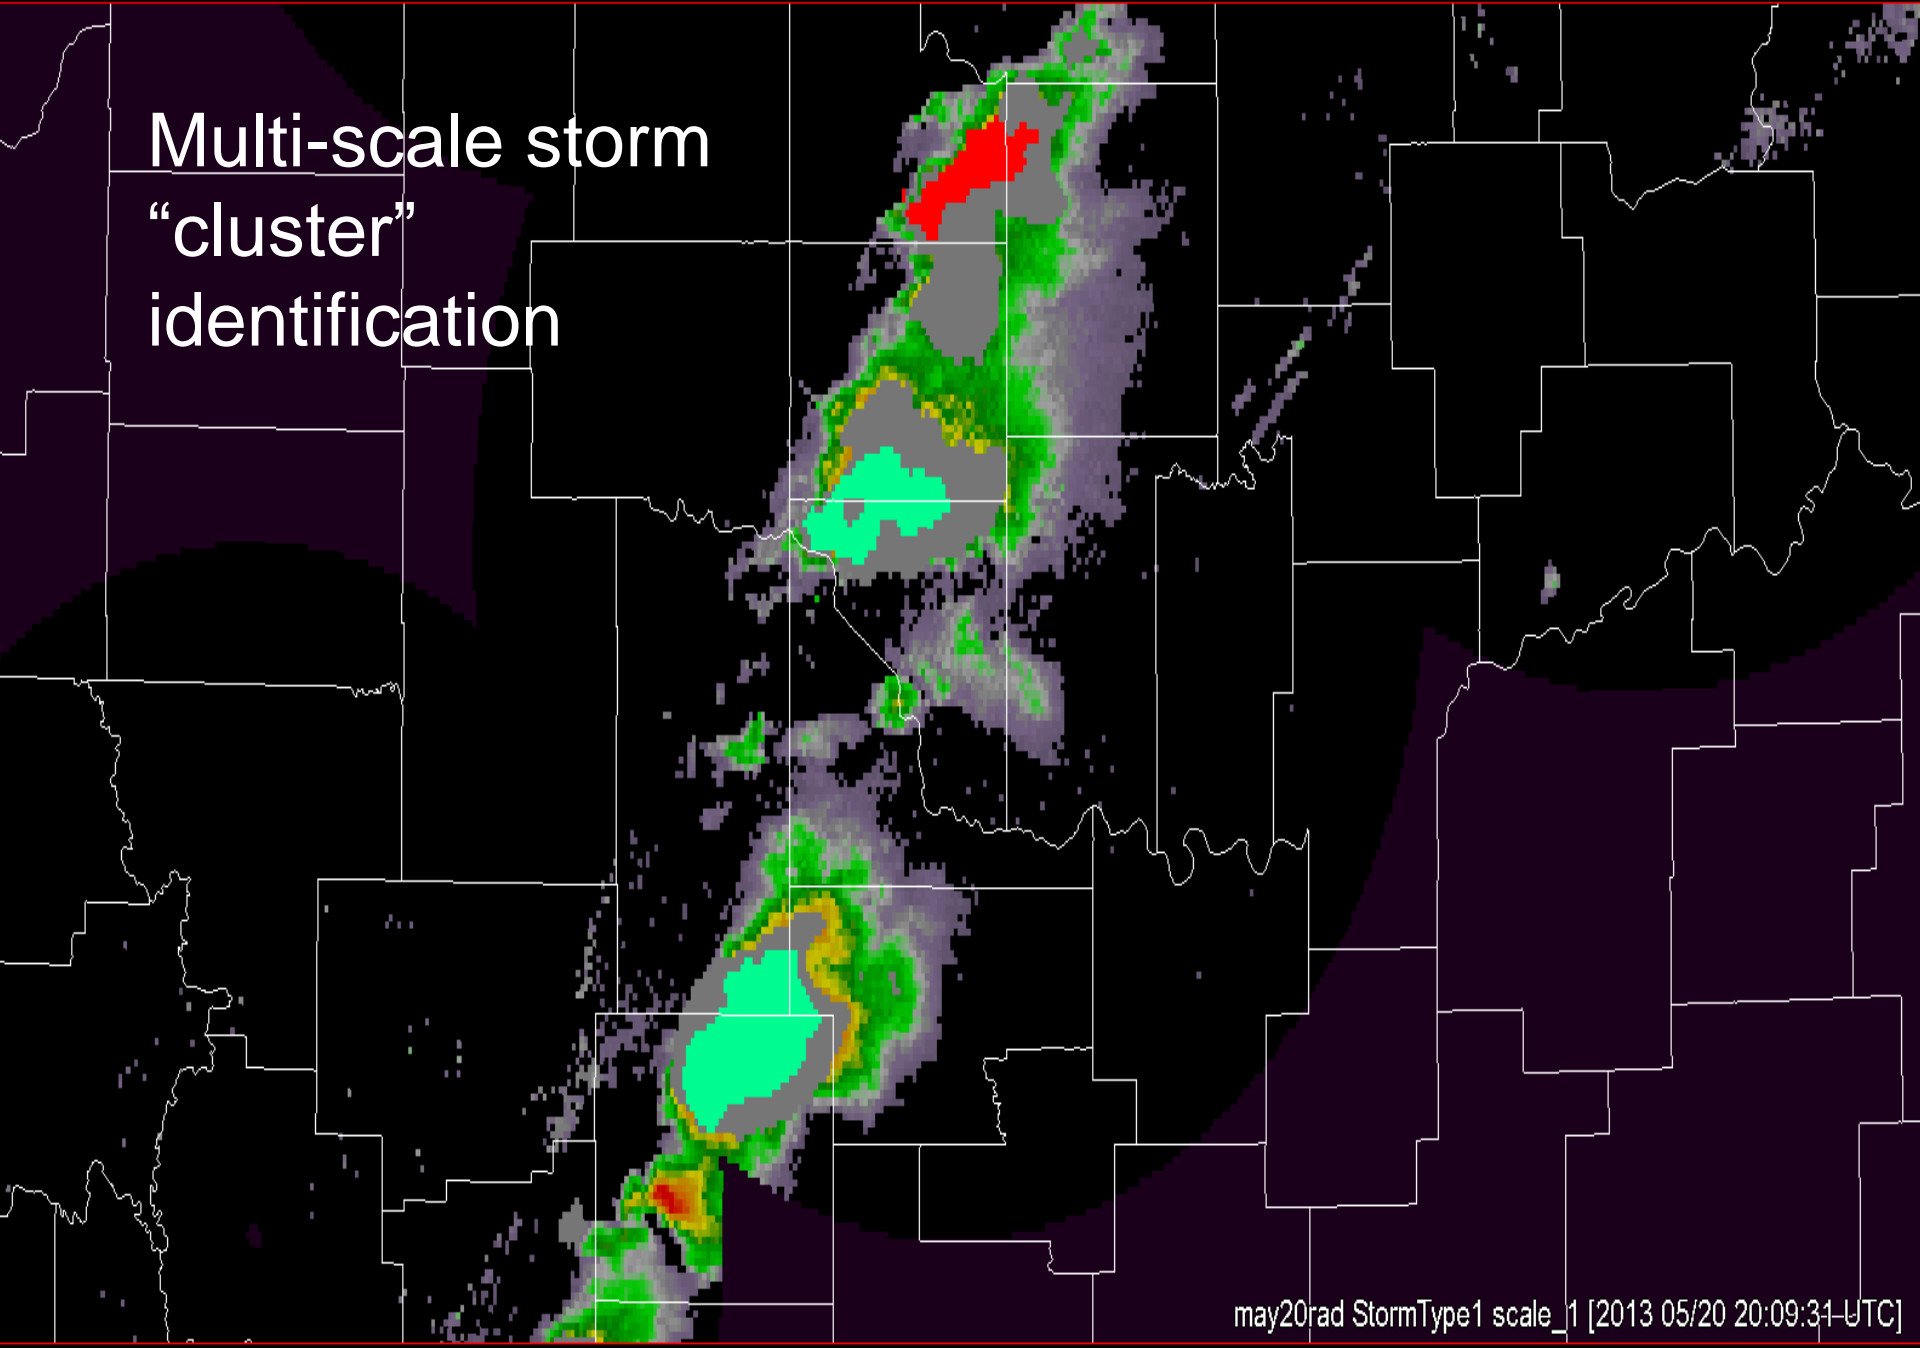 Multi-scale storm
“cluster”
identification
may20rad StormType1 scale_1 [2013 05/20 20:09:31 UTC]